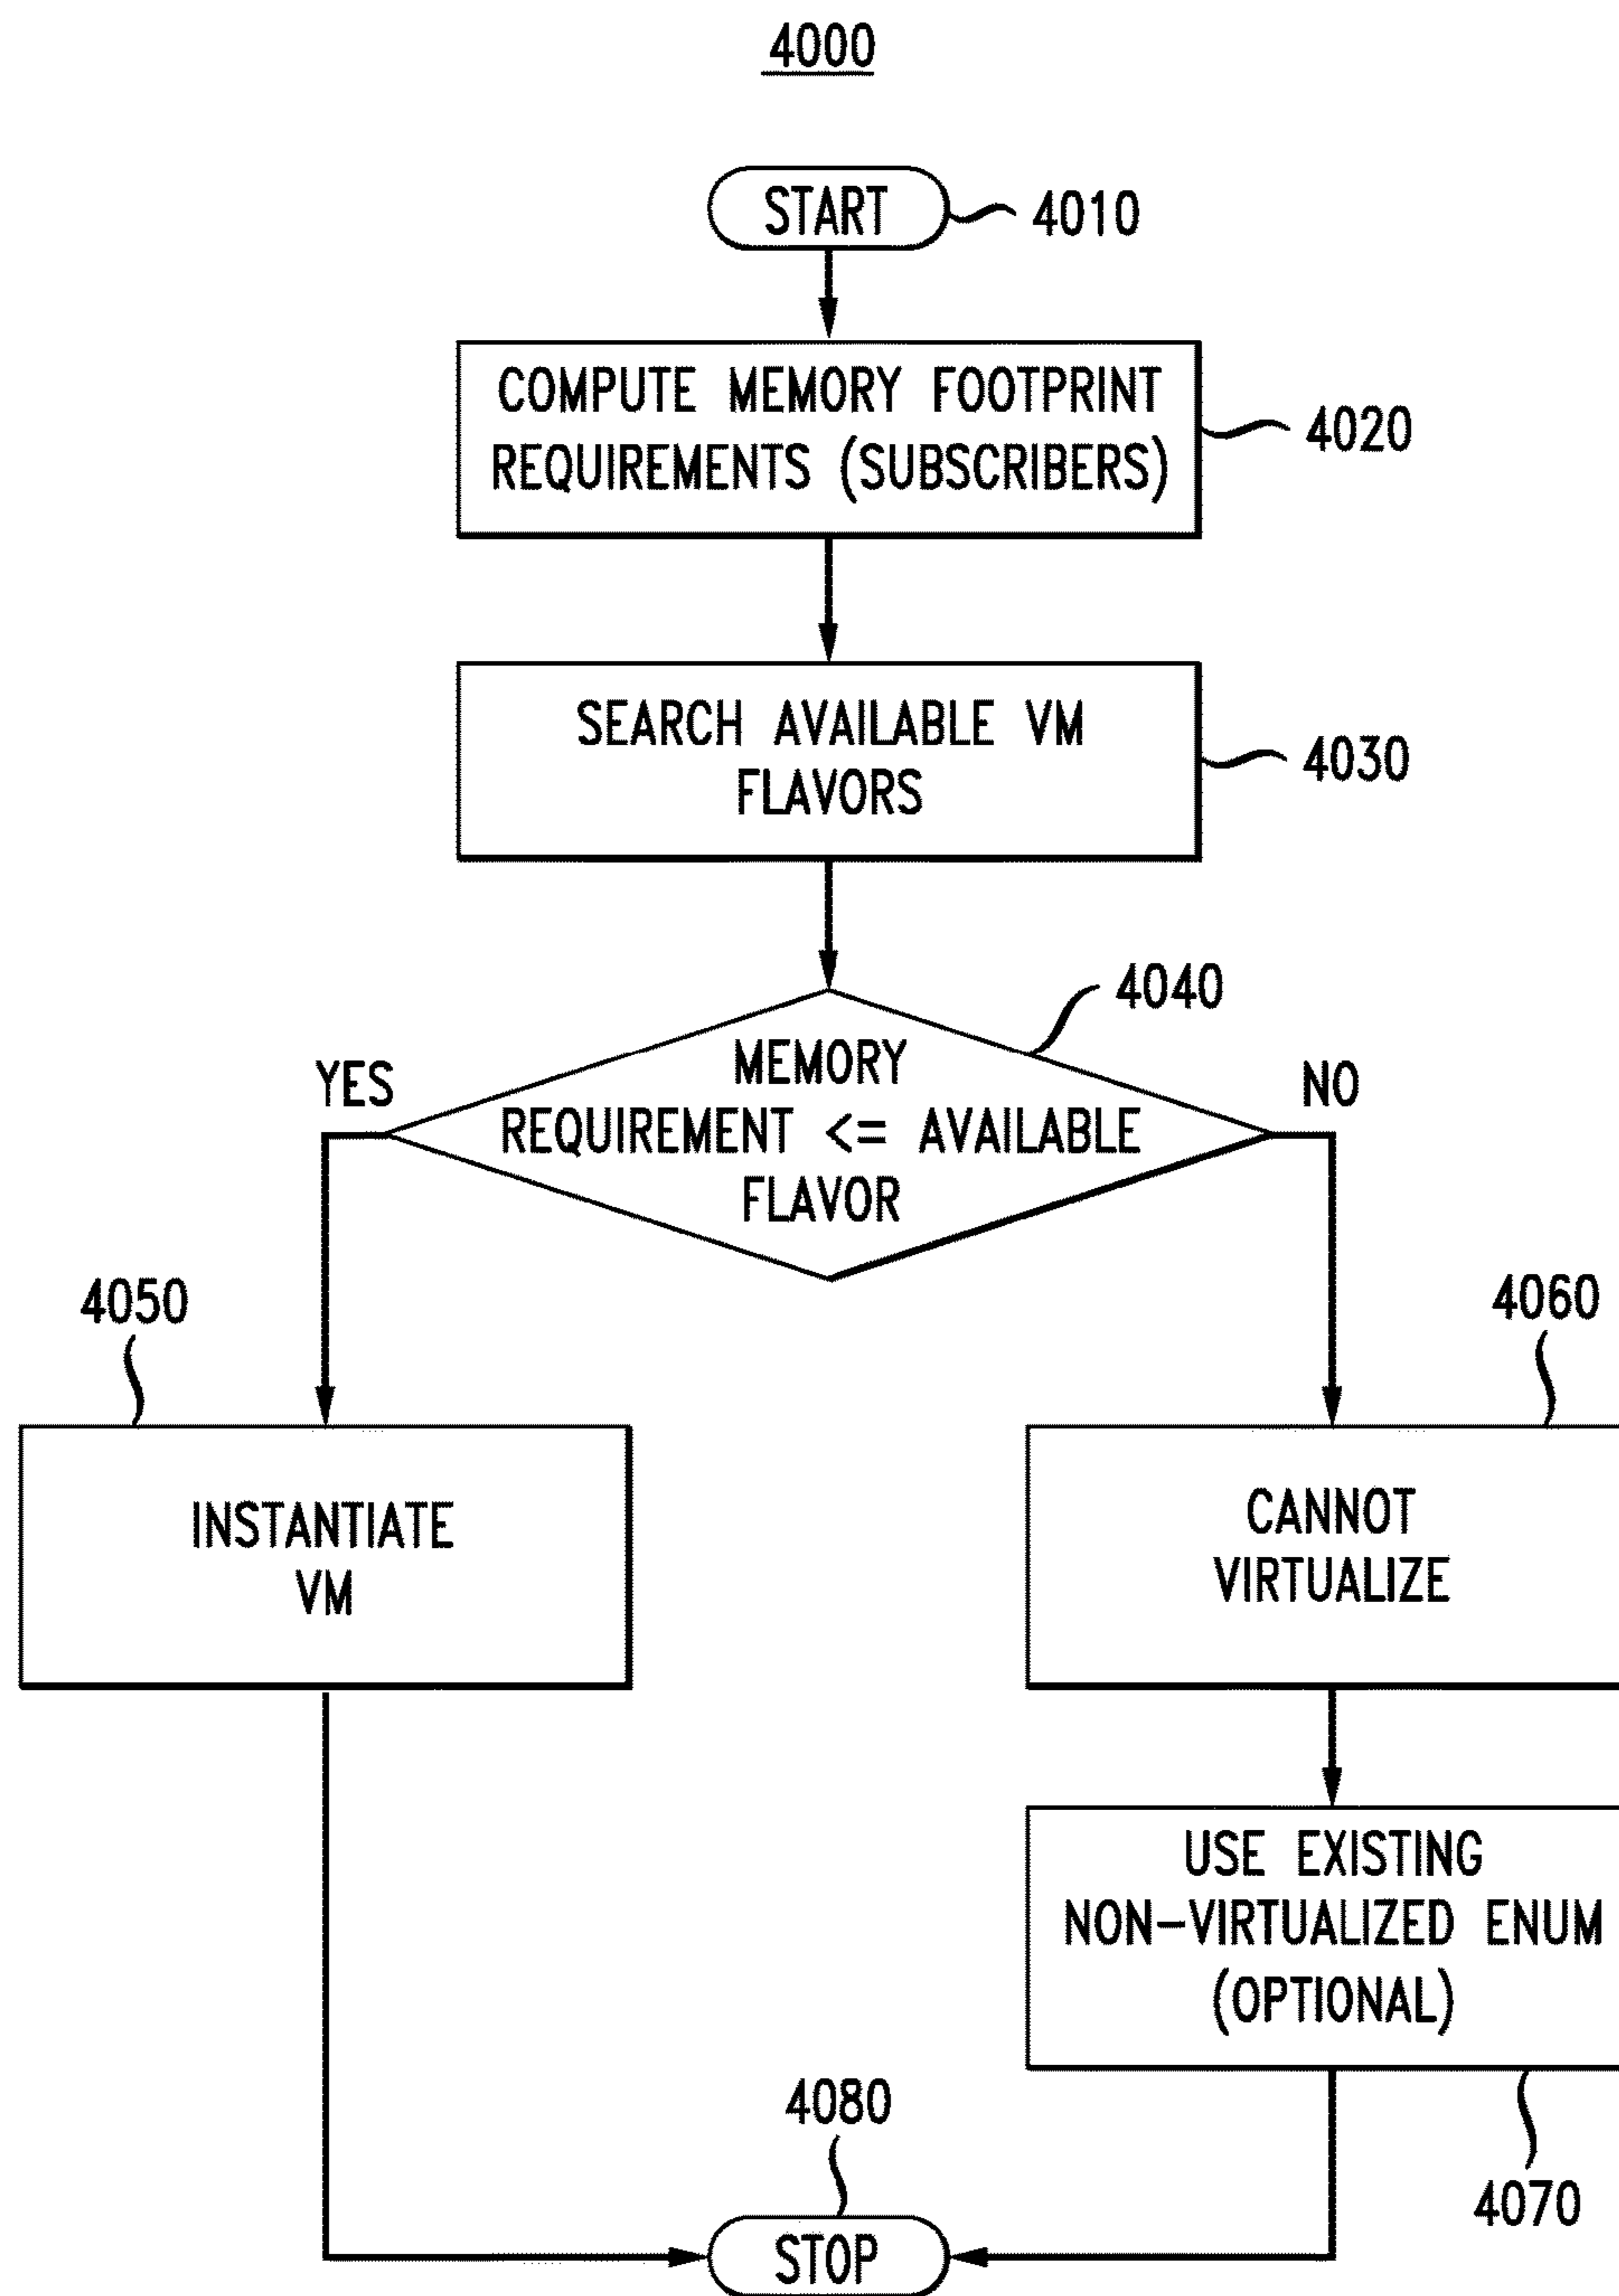 4000
START
4010
COMPUTE MEMORY FOOTPRINT
REQUIREMENTS (SUBSCRIBERS)
4020
SEARCH AVAILABLE VM
FLAVORS
4030
4040
MEMORY
REQUIREMENT <= AVAILABLE
FLAVOR
YES
NO
4050
INSTANTIATE
VM
4060
CANNOT
VIRTUALIZE
USE EXISTING
NON-VIRTUALIZED ENUM
(OPTIONAL)
4070
4080
STOP